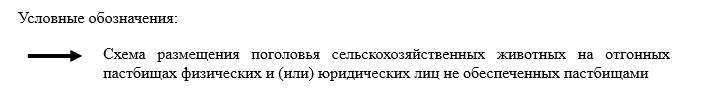 Условные обозначения:
Схема размещения поголовья сельскохозяйственных животных на отгонных
пастбищах физических и (или) юридических лиц не обеспеченных пастбищами